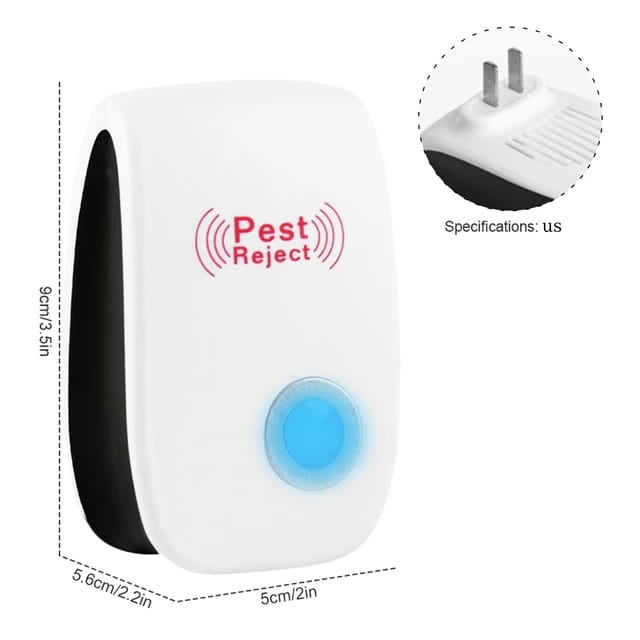 Pest
Reject
Specifications: us
9cm/3.5in
5.6cm/2.2in
5cm/2in